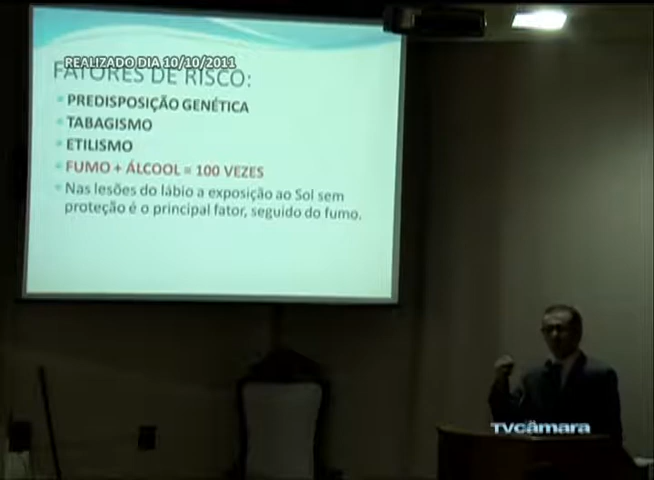 REALIZADO DIA 10/10/2011
FATORES DE RISCO:
PREDISPOSIÇÃO GENÉTICA
TABAGISMO
ETILISMO
FUMO + ÁLCOOL = 100 VEZES
Nas lesões do lábio a exposição ao Sol sem
proteção é o principal fator, seguido do fumo.
TVcâmara